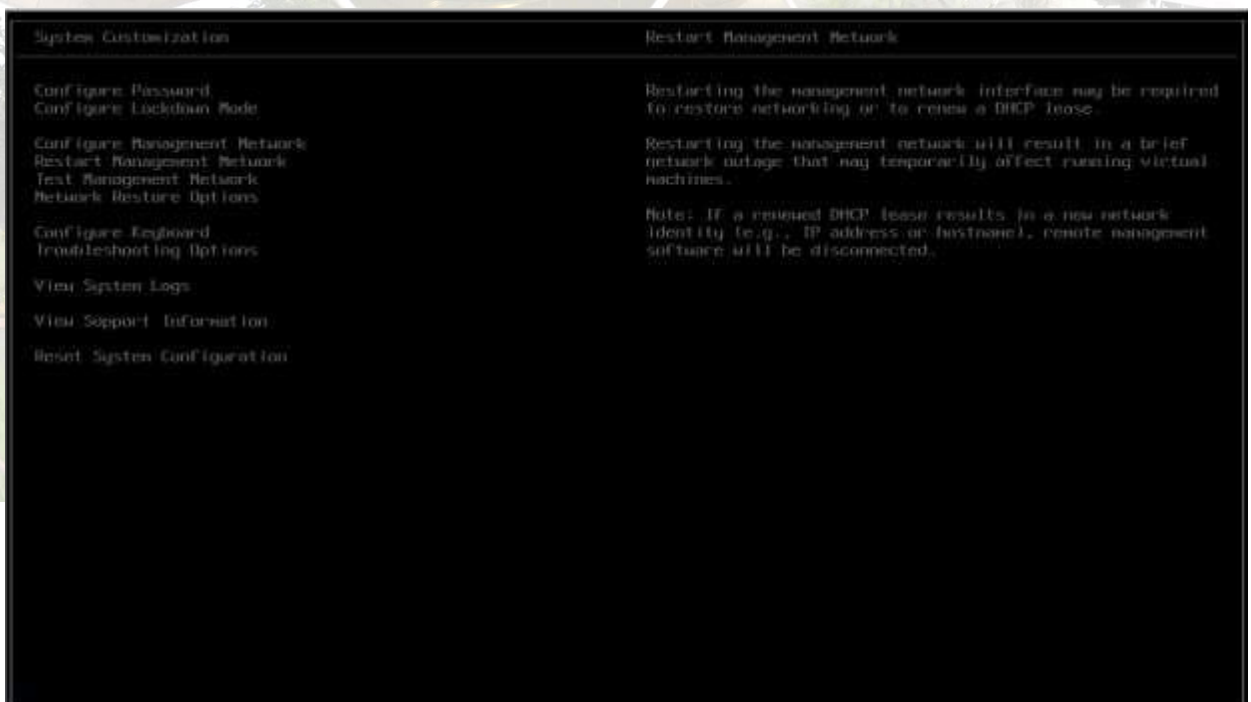 System Customization
Restart Management Network
Configure Password
Configure Lockdown Mode
Configure Management Network
Restart Management Network
Test Management Network
Network Restore Options
Configure Keyboard
Troubleshooting Options
View System Logs
View Support Information
Reset System Configuration
Restarting the management network interface may be required
to restore networking or to renew a DHCP lease.
Restarting the management network will result in a brief
network outage that may temporarily affect running virtual
machines.
Note: If a renewed DHCP lease results in a new network
identity (e.g., IP address or hostname), remote management
software will be disconnected.